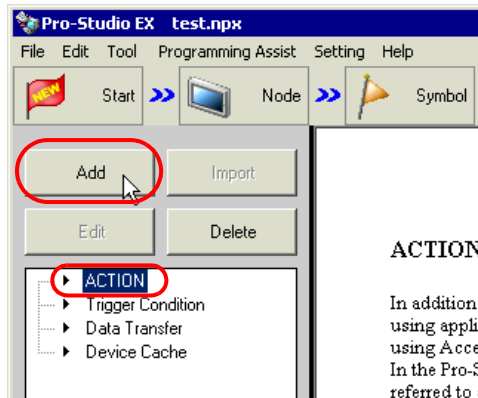 Pro-Studio EX test.npx
File Edit Tool Programming Assist Setting Help
NEW Start Node Symbol
Add Import
Edit Delete
ACTION
Trigger Condition
Data Transfer
Device Cache
ACTION
In addition
using appli
using Acce
In the Pro-S
referred to